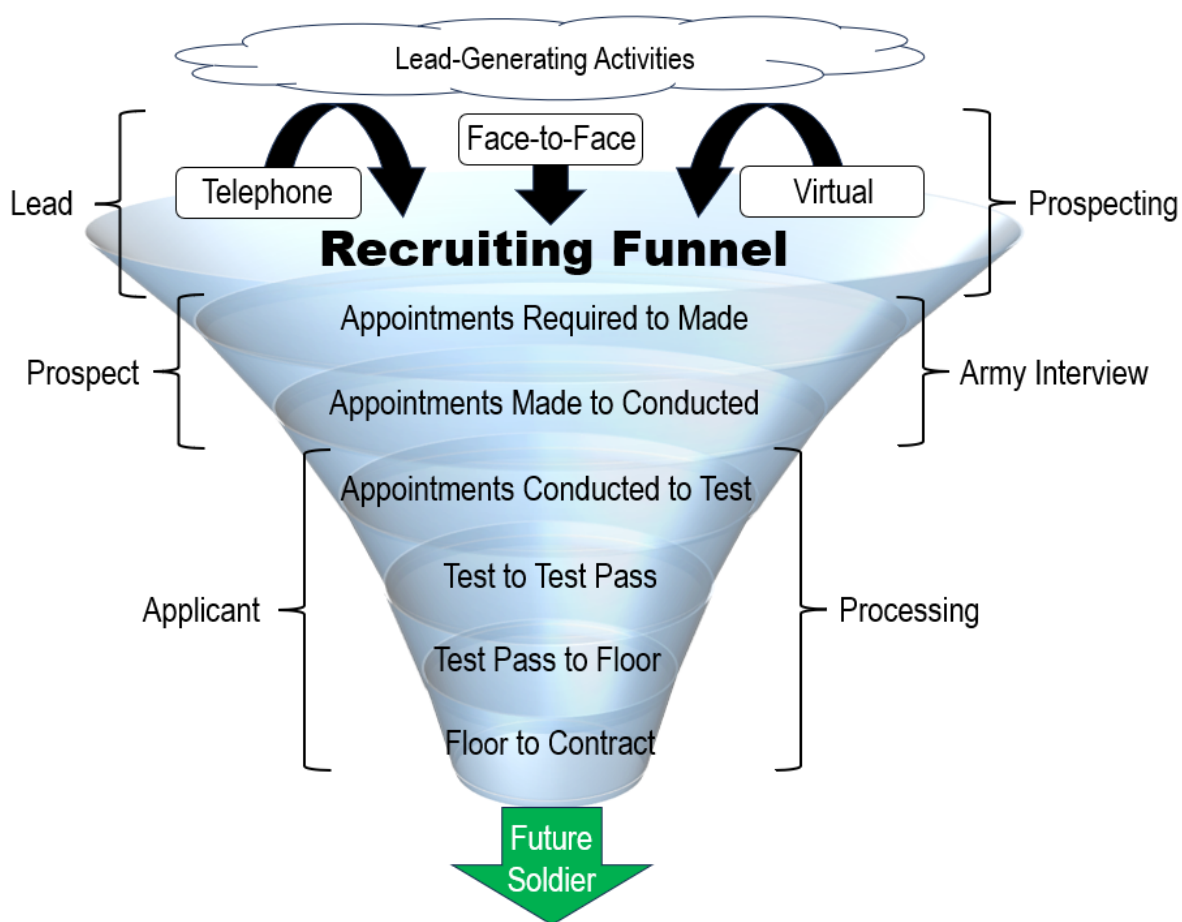 Lead-Generating Activities
Face-to-Face
Telephone
Virtual
Lead
Prospecting
Recruiting Funnel
Appointments Required to Made
Prospect
Army Interview
Appointments Made to Conducted
Appointments Conducted to Test
Test to Test Pass
Applicant
Processing
Test Pass to Floor
Floor to Contract
Future
Soldier